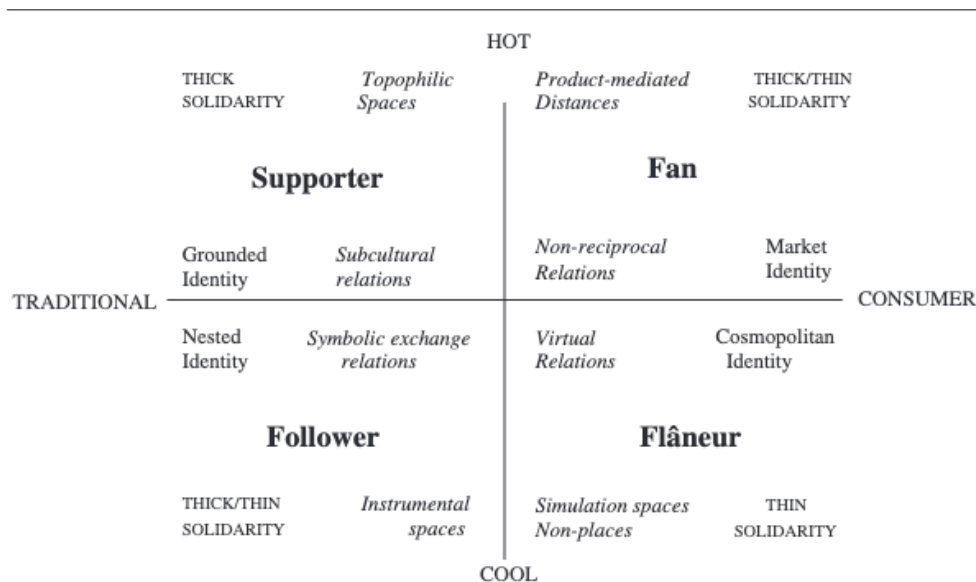 HOT
THICK SOLIDARITY
Topophilic Spaces
Product-mediated Distances
THICK/THIN SOLIDARITY
Supporter
Fan
Grounded Identity
Subcultural relations
Non-reciprocal Relations
Market Identity
TRADITIONAL
CONSUMER
Nested Identity
Symbolic exchange relations
Virtual Relations
Cosmopolitan Identity
Follower
Flâneur
THICK/THIN SOLIDARITY
Instrumental spaces
Simulation spaces Non-places
THIN SOLIDARITY
COOL